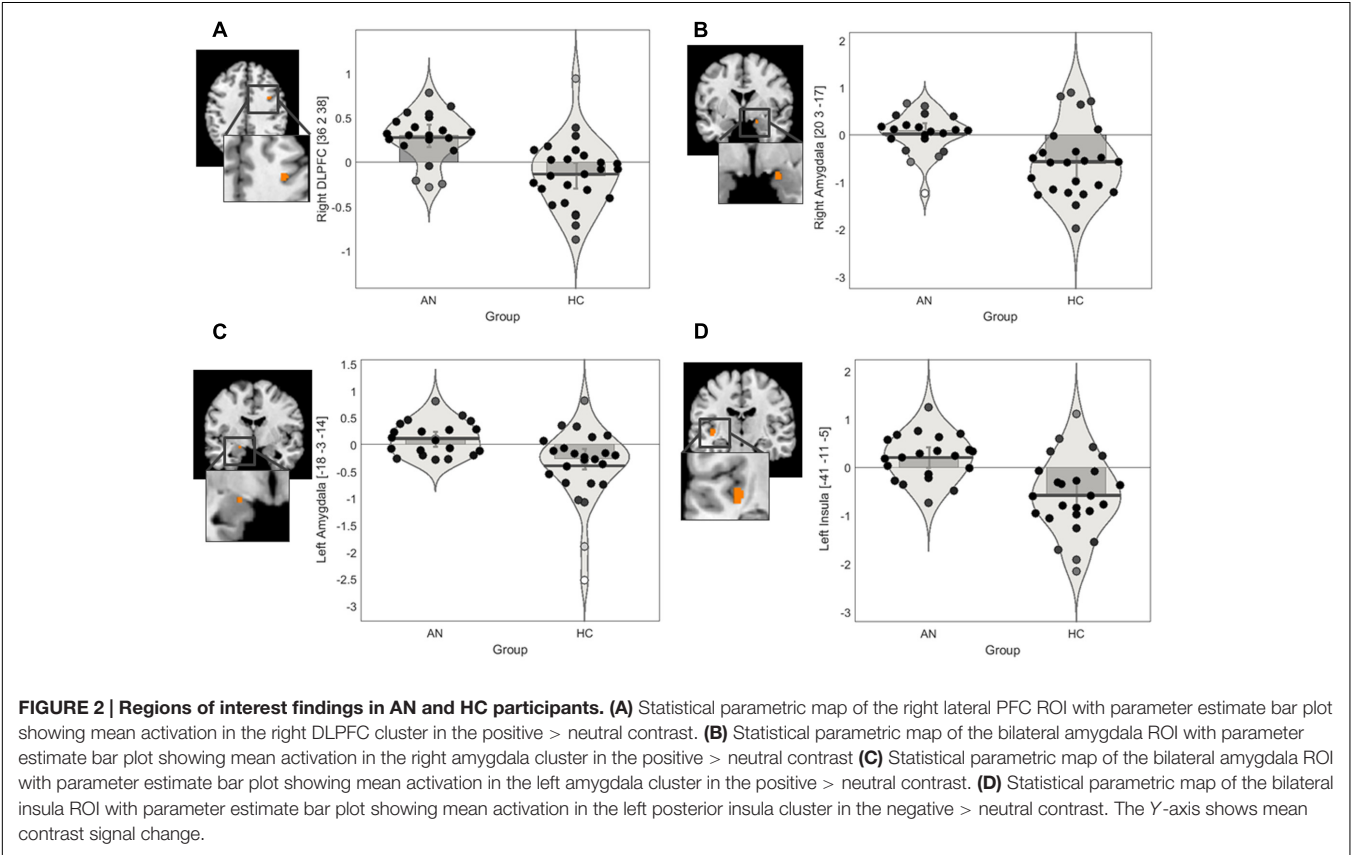 A
Right DLPFC [36 2 38]
1
0.5
0
-0.5
-1
AN
HC
Group
B
Right Amygdala [20 3 -17]
2
1
0
-1
-2
-3
AN
HC
Group
C
Left Amygdala [-18 -3 -14]
1.5
1
0.5
0
-0.5
-1
-1.5
-2
-2.5
-3
AN
HC
Group
D
Left Insula [-41 -11 -5]
2
1
0
-1
-2
-3
AN
HC
Group
FIGURE 2 | Regions of interest findings in AN and HC participants. (A) Statistical parametric map of the right lateral PFC ROI with parameter estimate bar plot
showing mean activation in the right DLPFC cluster in the positive > neutral contrast. (B) Statistical parametric map of the bilateral amygdala ROI with parameter
estimate bar plot showing mean activation in the right amygdala cluster in the positive > neutral contrast (C) Statistical parametric map of the bilateral amygdala ROI
with parameter estimate bar plot showing mean activation in the left amygdala cluster in the positive > neutral contrast. (D) Statistical parametric map of the bilateral
insula ROI with parameter estimate bar plot showing mean activation in the left posterior insula cluster in the negative > neutral contrast. The Y-axis shows mean
contrast signal change.